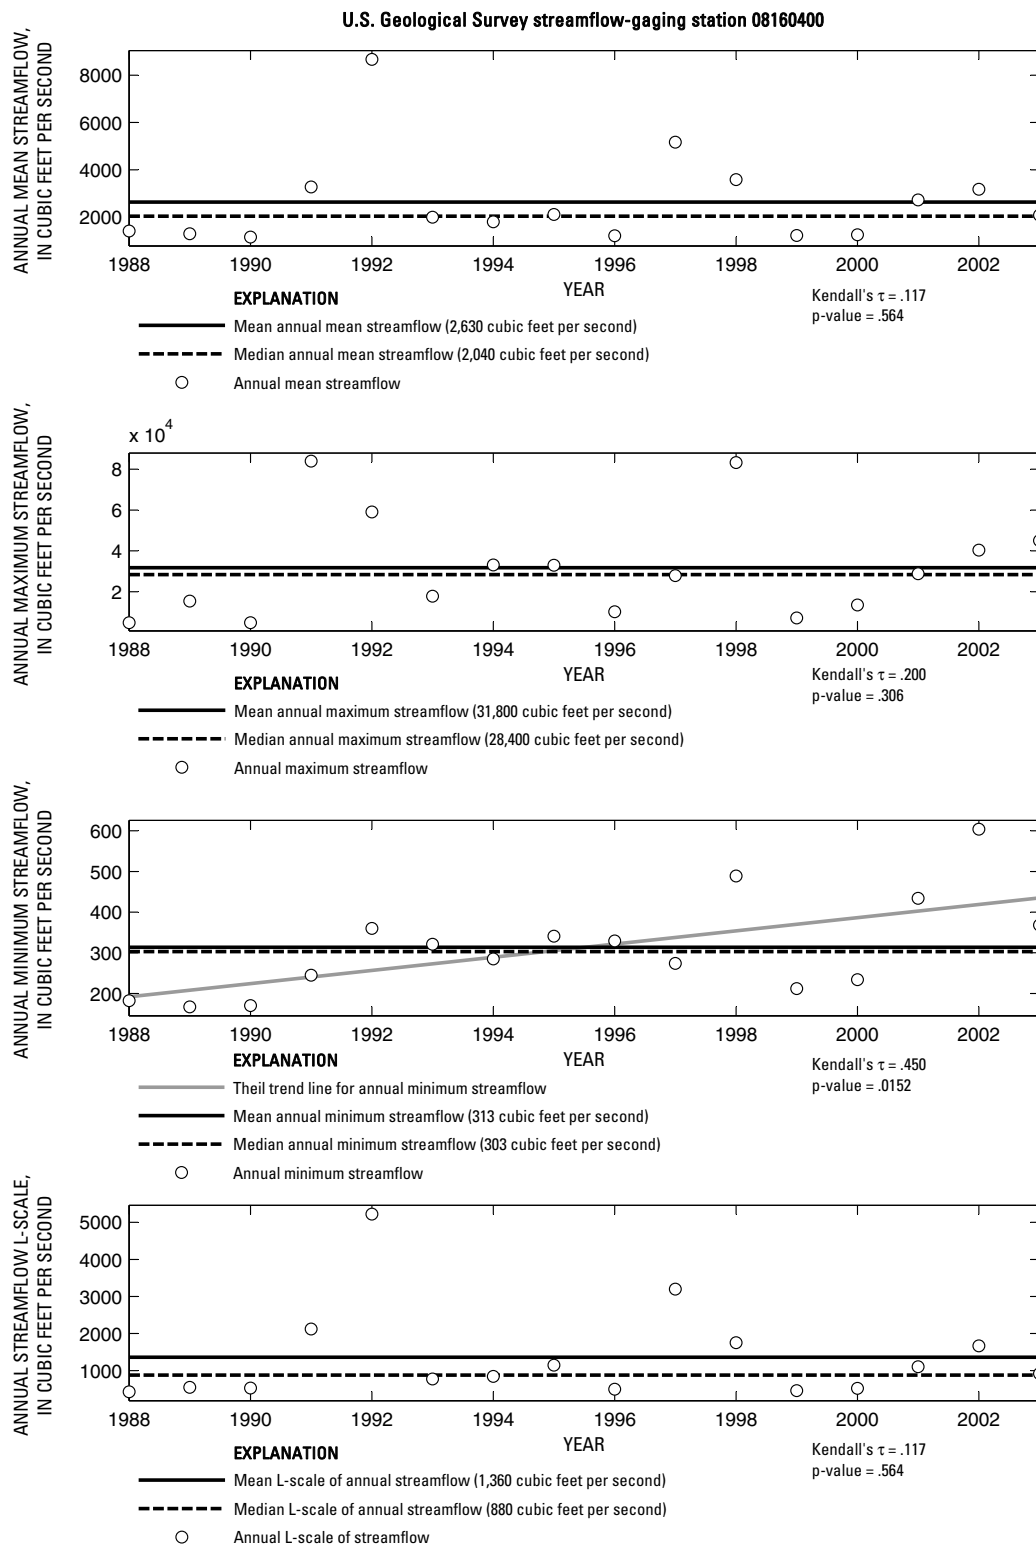 U.S. Geological Survey streamflow-gaging station 08160400
ANNUAL MEAN STREAMFLOW,
IN CUBIC FEET PER SECOND
8000
6000
4000
2000
1988 1990 1992 1994 1996 1998 2000 2002
YEAR
EXPLANATION
Mean annual mean streamflow (2,630 cubic feet per second)
Median annual mean streamflow (2,040 cubic feet per second)
Annual mean streamflow
Kendall's τ = .117
p-value = .564
ANNUAL MAXIMUM STREAMFLOW,
IN CUBIC FEET PER SECOND
x 10^4
8
6
4
2
1988 1990 1992 1994 1996 1998 2000 2002
YEAR
EXPLANATION
Mean annual maximum streamflow (31,800 cubic feet per second)
Median annual maximum streamflow (28,400 cubic feet per second)
Annual maximum streamflow
Kendall's τ = .200
p-value = .306
ANNUAL MINIMUM STREAMFLOW,
IN CUBIC FEET PER SECOND
600
500
400
300
200
1988 1990 1992 1994 1996 1998 2000 2002
YEAR
EXPLANATION
Theil trend line for annual minimum streamflow
Mean annual minimum streamflow (313 cubic feet per second)
Median annual minimum streamflow (303 cubic feet per second)
Annual minimum streamflow
Kendall's τ = .450
p-value = .0152
ANNUAL STREAMFLOW L-SCALE,
IN CUBIC FEET PER SECOND
5000
4000
3000
2000
1000
1988 1990 1992 1994 1996 1998 2000 2002
YEAR
EXPLANATION
Mean L-scale of annual streamflow (1,360 cubic feet per second)
Median L-scale of annual streamflow (880 cubic feet per second)
Annual L-scale of streamflow
Kendall's τ = .117
p-value = .564